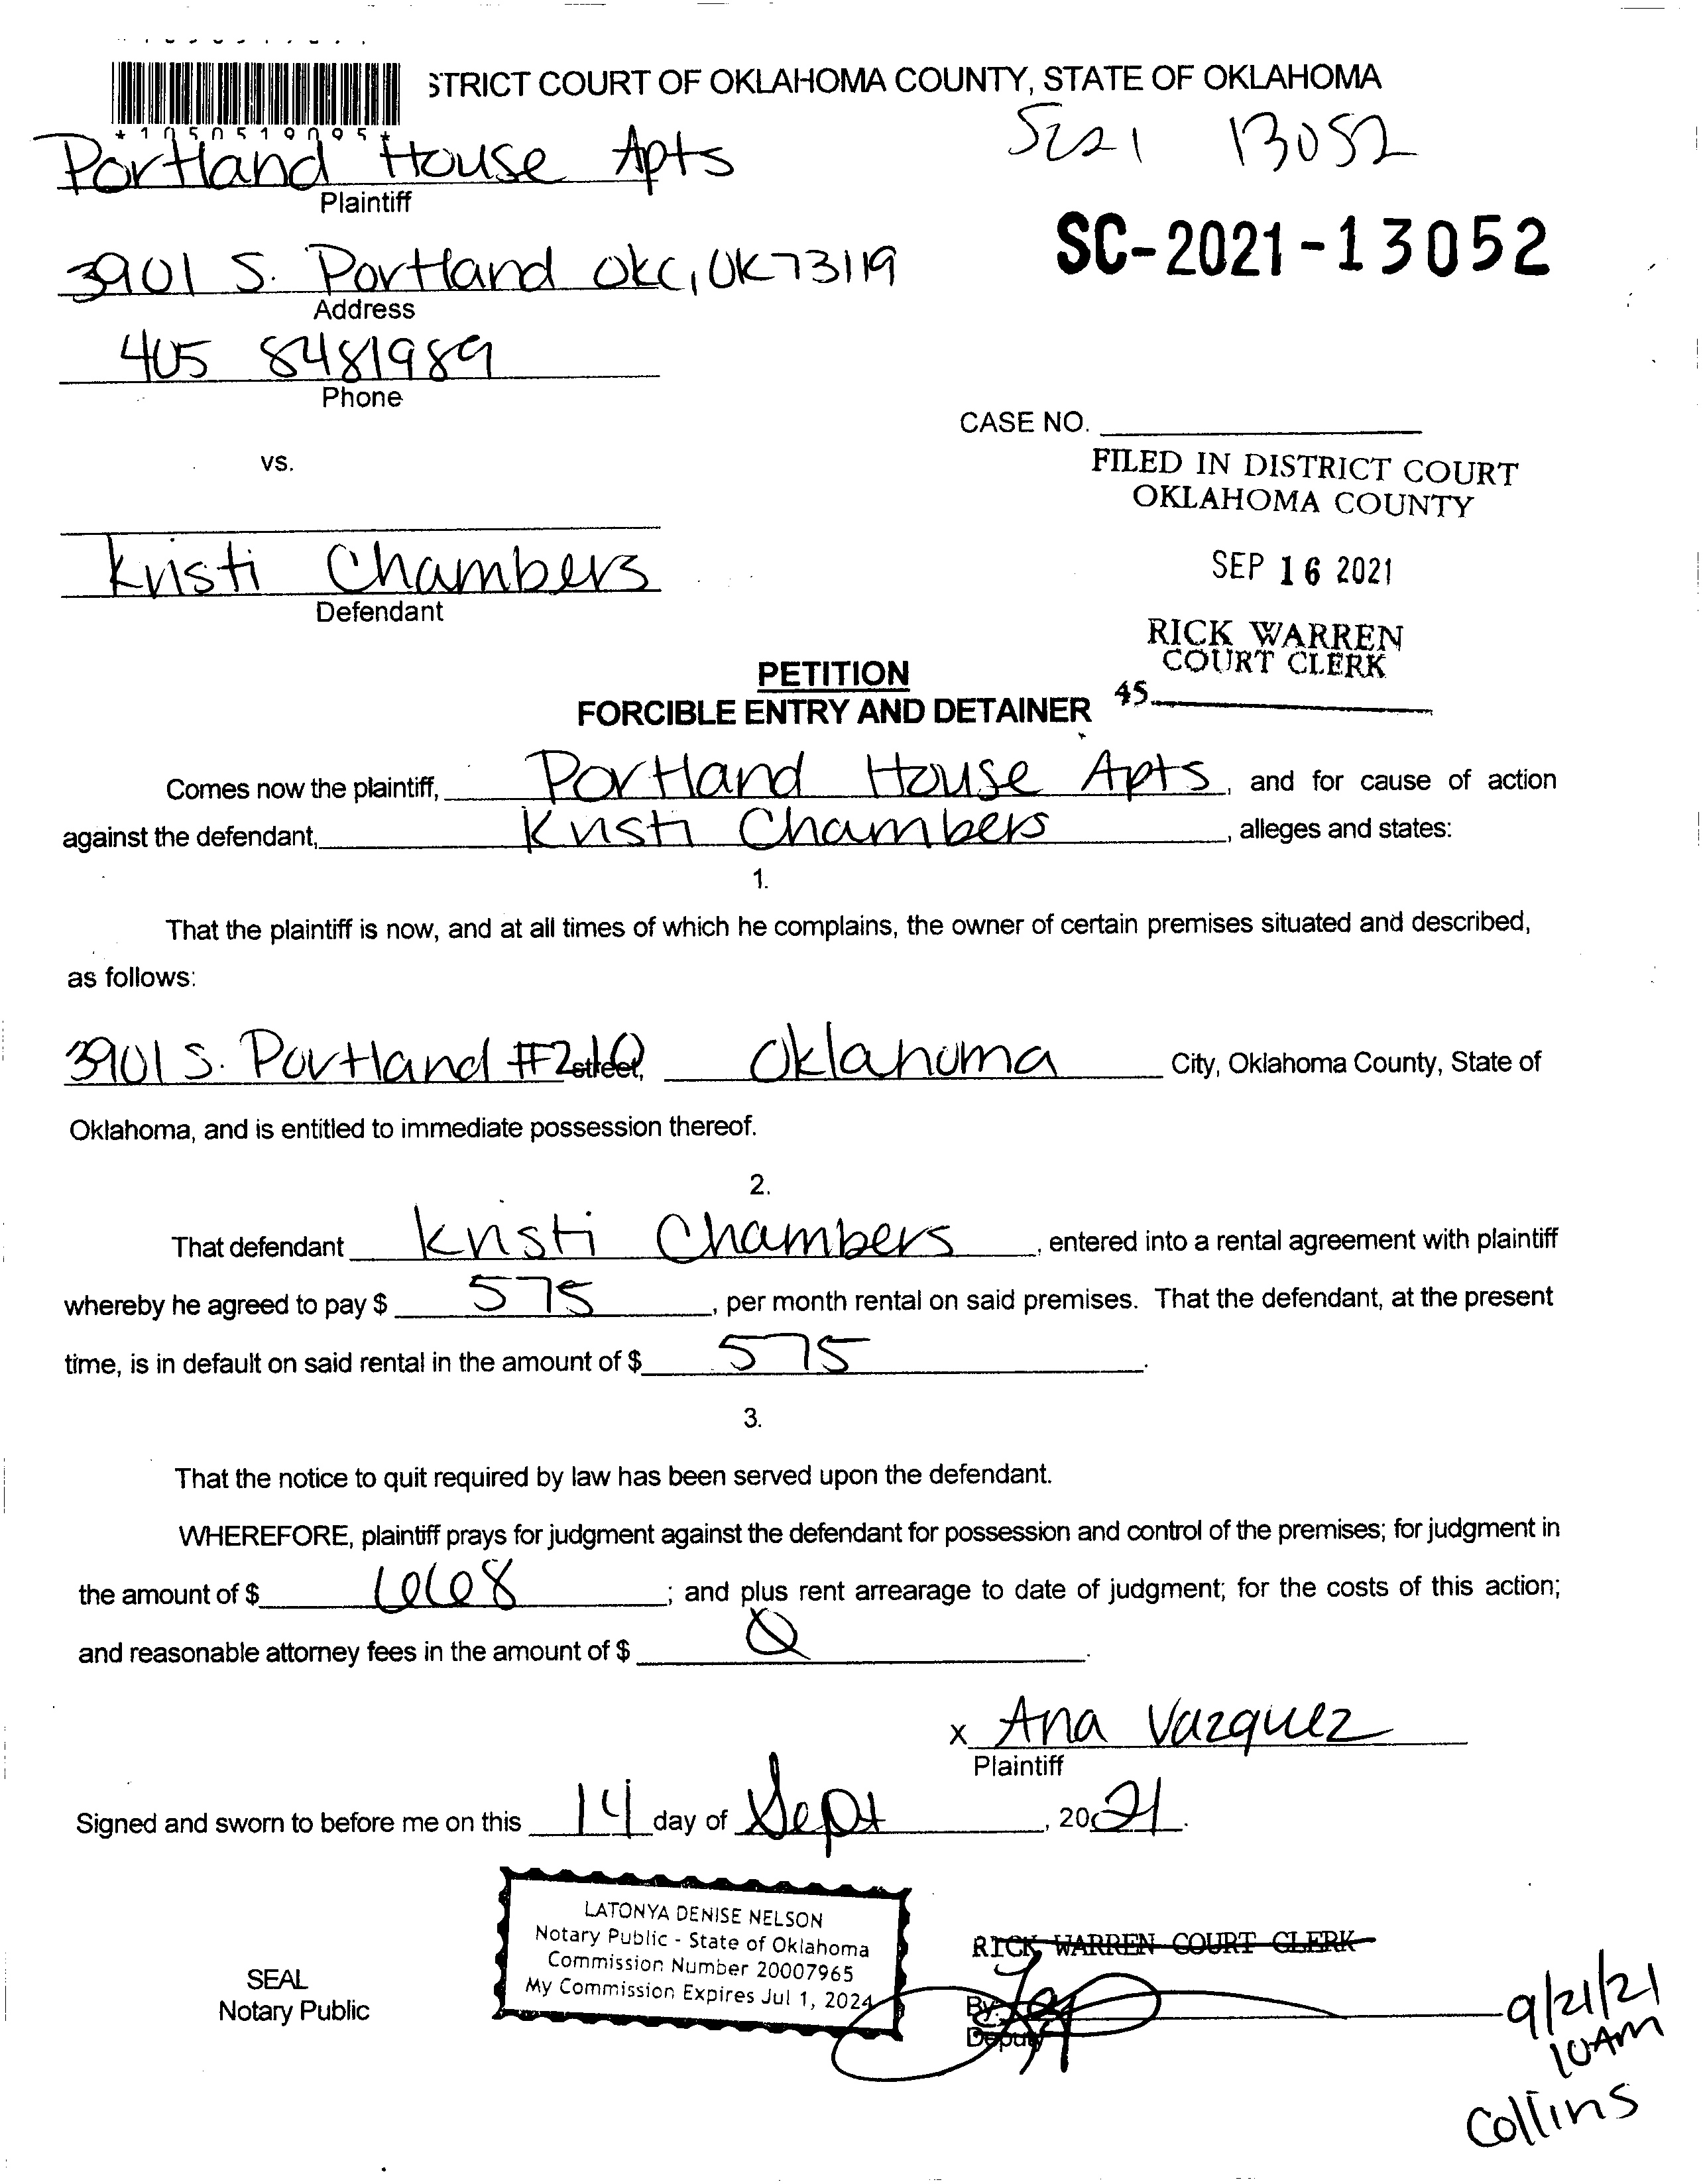 STRICT COURT OF OKLAHOMA COUNTY, STATE OF OKLAHOMA
*1050519095*
Portland House Apts
Plaintiff
SC21 13052
SC-2021-13052
3901 S. Portland OKC, OK 73119
Address
405 8481989
Phone
CASE NO.
vs.
FILED IN DISTRICT COURT
OKLAHOMA COUNTY
SEP 16 2021
Kristi Chambers
Defendant
RICK WARREN
COURT CLERK
45
PETITION
FORCIBLE ENTRY AND DETAINER
Comes now the plaintiff, Portland House Apts, and for cause of action
against the defendant, Kristi Chambers, alleges and states:
1.
That the plaintiff is now, and at all times of which he complains, the owner of certain premises situated and described,
as follows:
3901 S. Portland street, Oklahoma City, Oklahoma County, State of
Oklahoma, and is entitled to immediate possession thereof.
2.
That defendant Kristi Chambers, entered into a rental agreement with plaintiff
whereby he agreed to pay $ 575, per month rental on said premises. That the defendant, at the present
time, is in default on said rental in the amount of $ 575.
3.
That the notice to quit required by law has been served upon the defendant.
WHEREFORE, plaintiff prays for judgment against the defendant for possession and control of the premises; for judgment in
the amount of $ 668; and plus rent arrearage to date of judgment; for the costs of this action;
and reasonable attorney fees in the amount of $ 0.
X Ana Vazquez
Plaintiff
Signed and sworn to before me on this 14 day of Sept, 2021.
LATONYA DENISE NELSON
Notary Public - State of Oklahoma
Commission Number 20007965
My Commission Expires Jul 1, 2024
SEAL
Notary Public
RICK WARREN COURT CLERK
By:
Deputy
9/21/21
10AM
Collins